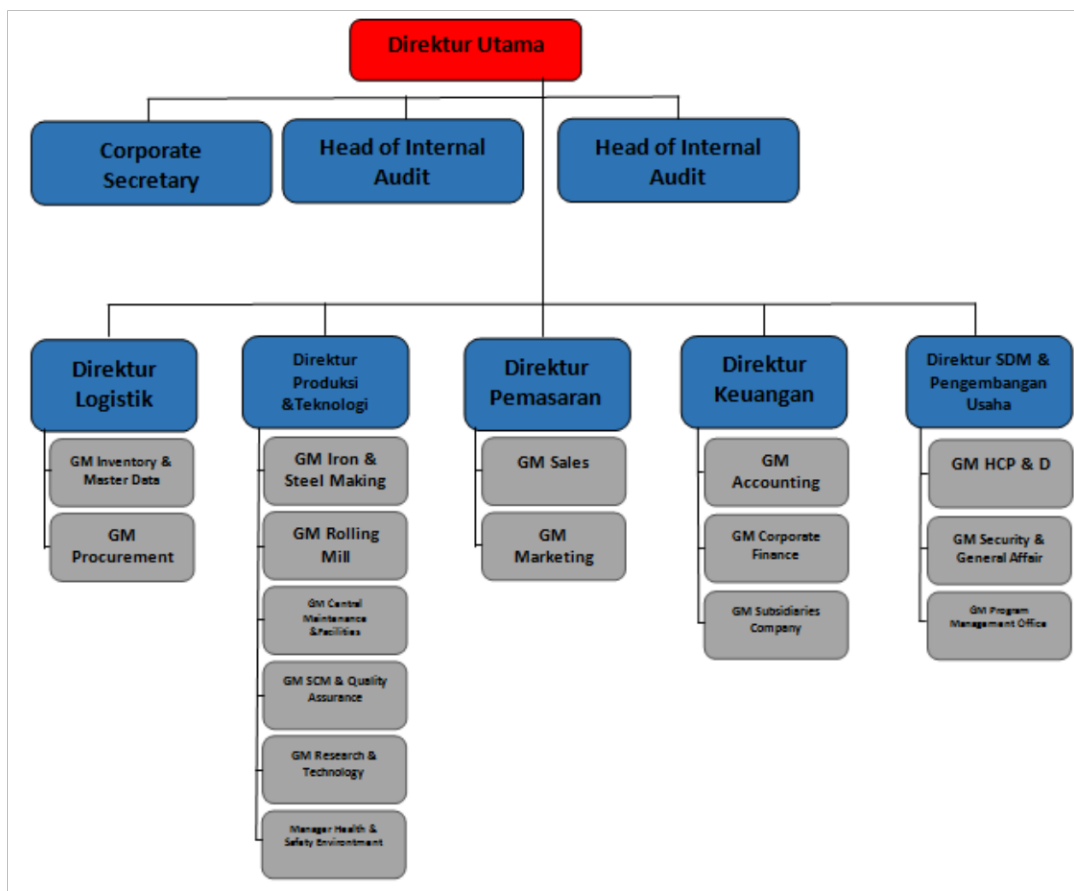 Direktur Utama
Corporate
Secretary
Head of Internal
Audit
Head of Internal
Audit
Direktur
Logistik
GM Inventory &
Master Data
GM
Procurement
Direktur
Produksi
&Teknologi
GM Iron &
Steel Making
GM Rolling
Mill
GM Central
Maintenance
&Facilities
GM SCM & Quality
Assurance
GM Research &
Technology
Manager Health &
Safety Environtment
Direktur
Pemasaran
GM Sales
GM
Marketing
Direktur
Keuangan
GM
Accounting
GM Corporate
Finance
GM Subsidiaries
Company
Direktur SDM &
Pengembangan
Usaha
GM HCP & D
GM Security &
General Affair
GM Program
Management Office